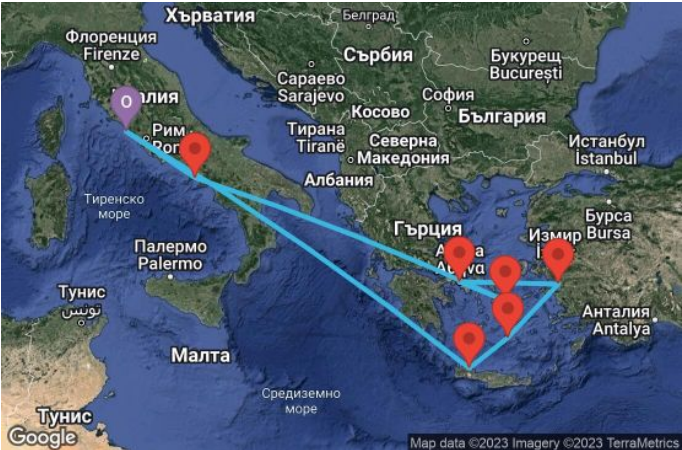 Хърватия
Белград
Флоренция
Firenze
Сърбия
Букурещ
București
Сараево
Sarajevo
О
алия
Косово
София
България
Рим
Тирана
Tiranë
Северна
Македония
Истанбул
İstanbul
Албания
Тиренско
море
Бурса
Bursa
Гърция
Измир
Палермо
Palermo
Тунис
تونس
Анталия
Antalya
Малта
Средиземно
море
Тунис
Google
Map data ©2023 Imagery ©2023 TerraMetrics